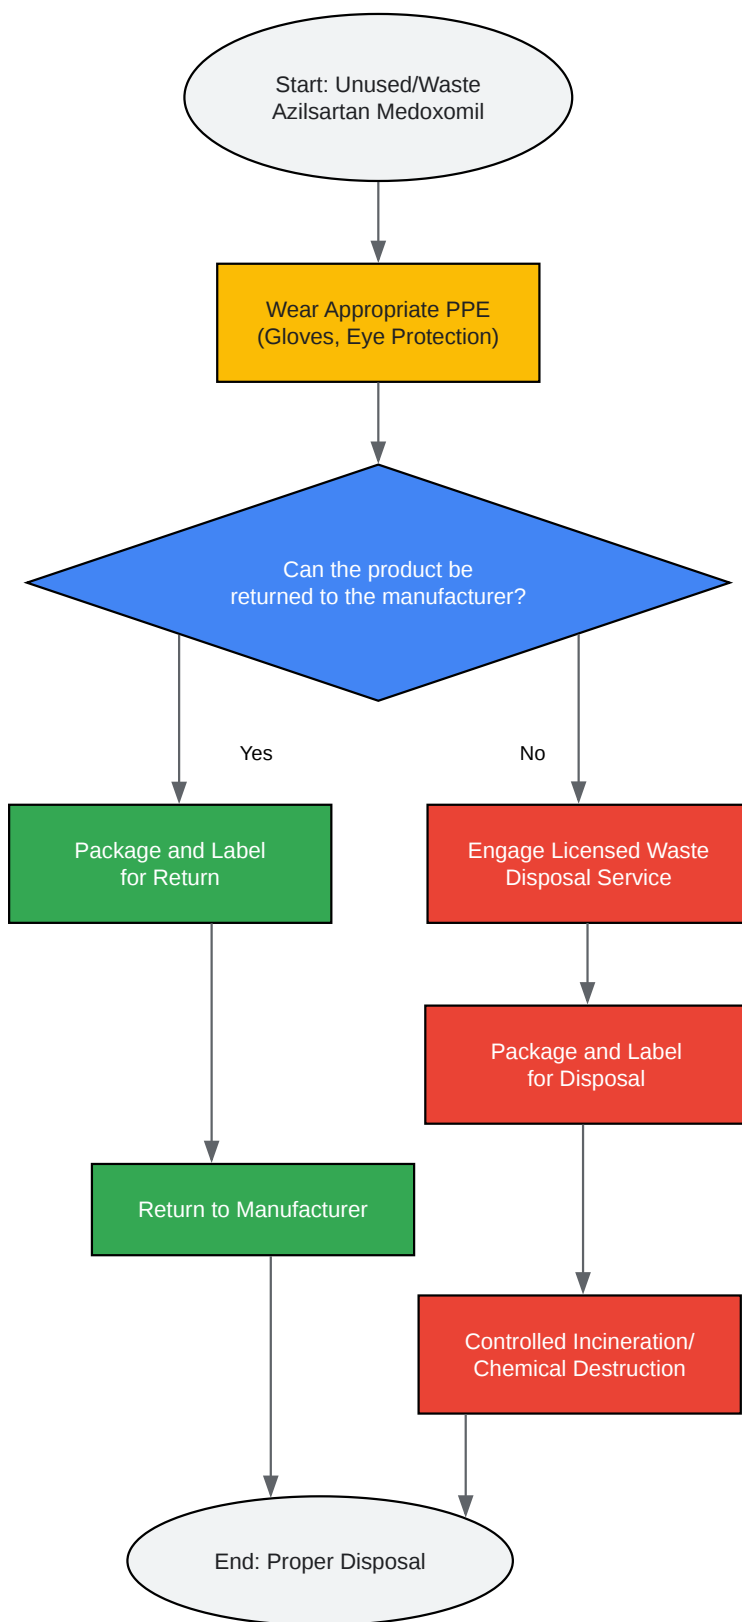 Start: Unused/Waste
Azilsartan Medoxomil
Wear Appropriate PPE
(Gloves, Eye Protection)
Can the product be
returned to the manufacturer?
Yes
No
Package and Label
for Return
Engage Licensed Waste
Disposal Service
Package and Label
for Disposal
Return to Manufacturer
Controlled Incineration/
Chemical Destruction
End: Proper Disposal